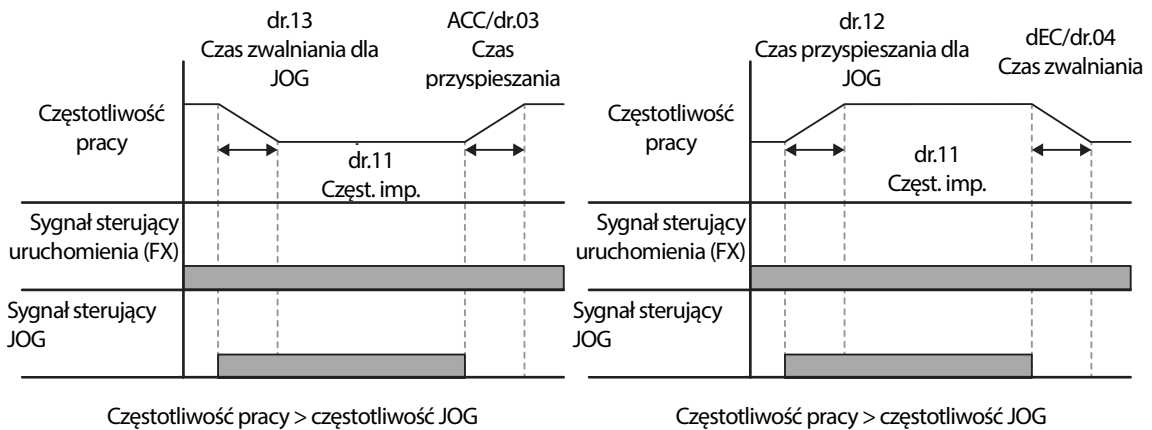 dr.13
Czas zwalniania dla
JOG
ACC/dr.03
Czas
przyspieszania
Częstotliwość
pracy
dr.11
Częst. imp.
Sygnał sterujący
uruchomienia (FX)
Sygnał sterujący
JOG
Częstotliwość pracy > częstotliwość JOG
dr.12
Czas przyspieszania dla
JOG
dEC/dr.04
Czas zwalniania
Częstotliwość
pracy
dr.11
Częst. imp.
Sygnał sterujący
uruchomienia (FX)
Sygnał sterujący
JOG
Częstotliwość pracy > częstotliwość JOG